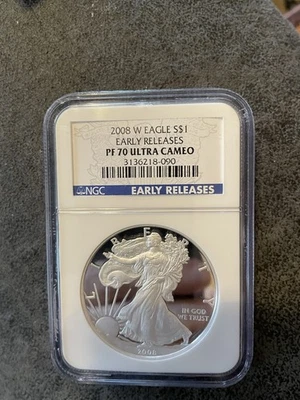 2008 W EAGLE S$1
EARLY RELEASES
PF 70 ULTRA CAMEO
3136218-090
NGC EARLY RELEASES
LIBERTY
IN GOD
WE TRUST
2008